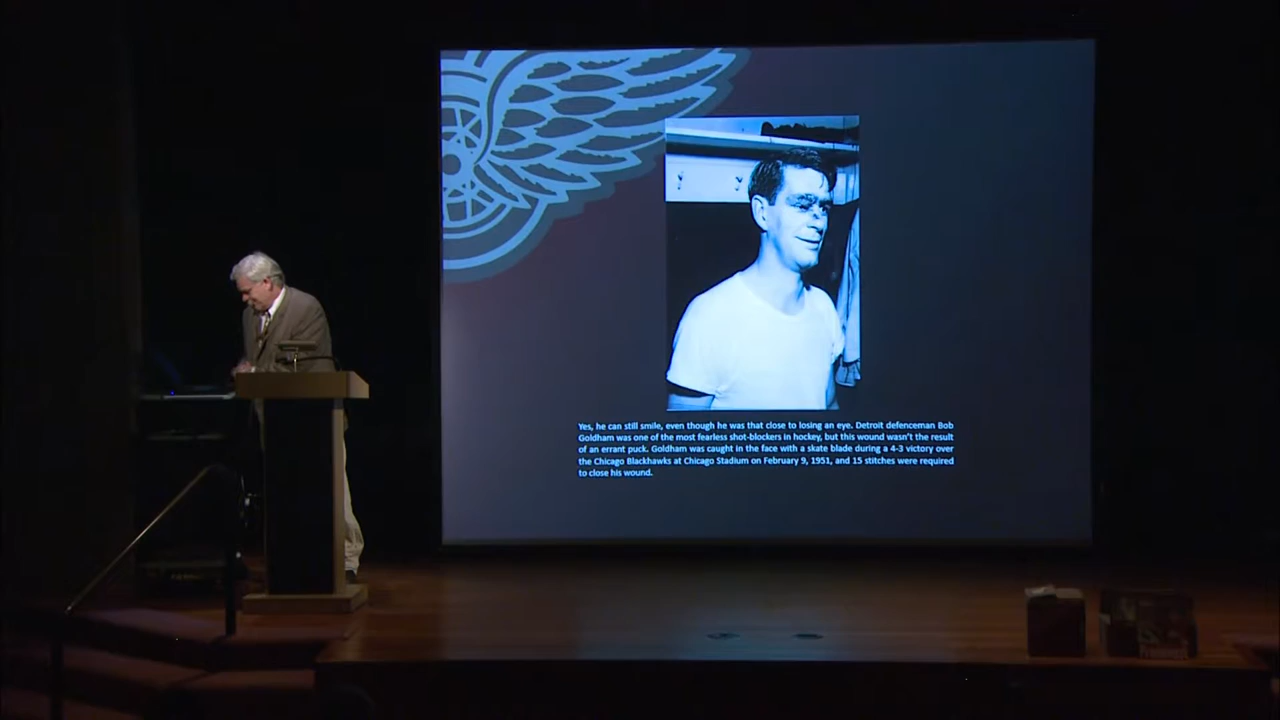 Yes, he can still smile, even though he was that close to losing an eye. Detroit defenceman Bob
Goldham was one of the most fearless shot-blockers in hockey, but this wound wasn't the result
of an errant puck. Goldham was caught in the face with a skate blade during a 4-3 victory over
the Chicago Blackhawks at Chicago Stadium on February 9, 1951, and 15 stitches were required
to close his wound.